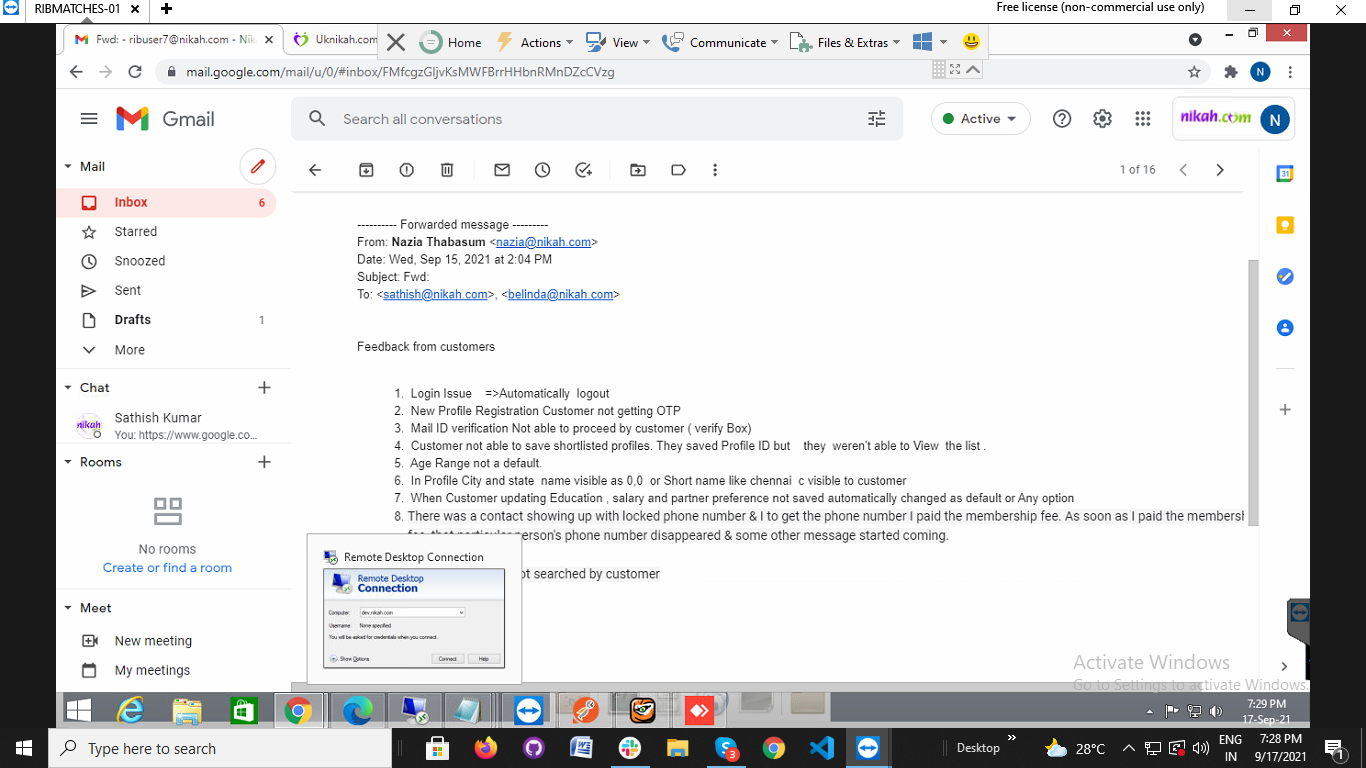 RIBMATCHES-01
Free license (non-commercial use only)
Fwd: - ribuser7@nikah.com - Nik
Uknikah.com
Home
Actions
View
Communicate
Files & Extras
mail.google.com/mail/u/0/#inbox/FMfcgzGljvKsMWFBrrHHbnRMnDZcCVzg
N
Gmail
Search all conversations
Active
nikah.com
N
Mail
1 of 16
31
Inbox 6
Starred
Snoozed
Sent
Drafts 1
More
---------- Forwarded message ---------
From: Nazia Thabasum <nazia@nikah.com>
Date: Wed, Sep 15, 2021 at 2:04 PM
Subject: Fwd:
To: <sathish@nikah.com>, <belinda@nikah.com>
Feedback from customers
1. Login Issue =>Automatically logout
2. New Profile Registration Customer not getting OTP
3. Mail ID verification Not able to proceed by customer ( verify Box)
4. Customer not able to save shortlisted profiles. They saved Profile ID but they weren't able to View the list .
5. Age Range not a default.
6. In Profile City and state name visible as 0,0 or Short name like chennai c visible to customer
7. When Customer updating Education , salary and partner preference not saved automatically changed as default or Any option
8. There was a contact showing up with locked phone number & I to get the phone number I paid the membership fee. As soon as I paid the membersh
person's phone number disappeared & some other message started coming.
searched by customer
Chat
nikah
Sathish Kumar
You: https://www.google.co...
Rooms
No rooms
Create or find a room
Meet
New meeting
My meetings
Remote Desktop Connection
Remote Desktop
Connection
Computer: dev.nikah.com
Username: None specified
You will be asked for credentials when you connect.
Show Options
Connect
Help
Activate Windows
Go to Settings to activate Windows.
7:29 PM
17-Sep-21
Type here to search
3
Desktop
28°C
ENG
IN
7:28 PM
9/17/2021
1